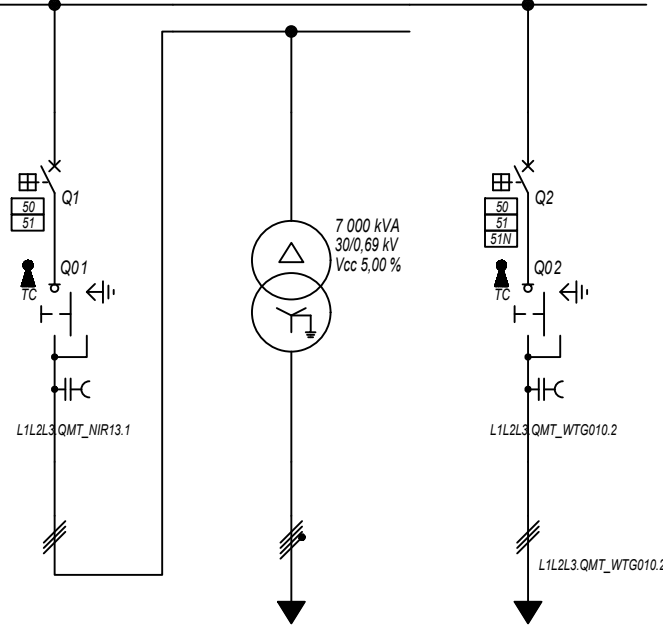 Q1
50
51
Q01
TC
L1L2L3.QMT_NIR13.1
7 000 kVA
30/0,69 kV
Vcc 5,00 %
Q2
50
51
51N
Q02
TC
L1L2L3.QMT_WTG010.2
L1L2L3.QMT_WTG010.2